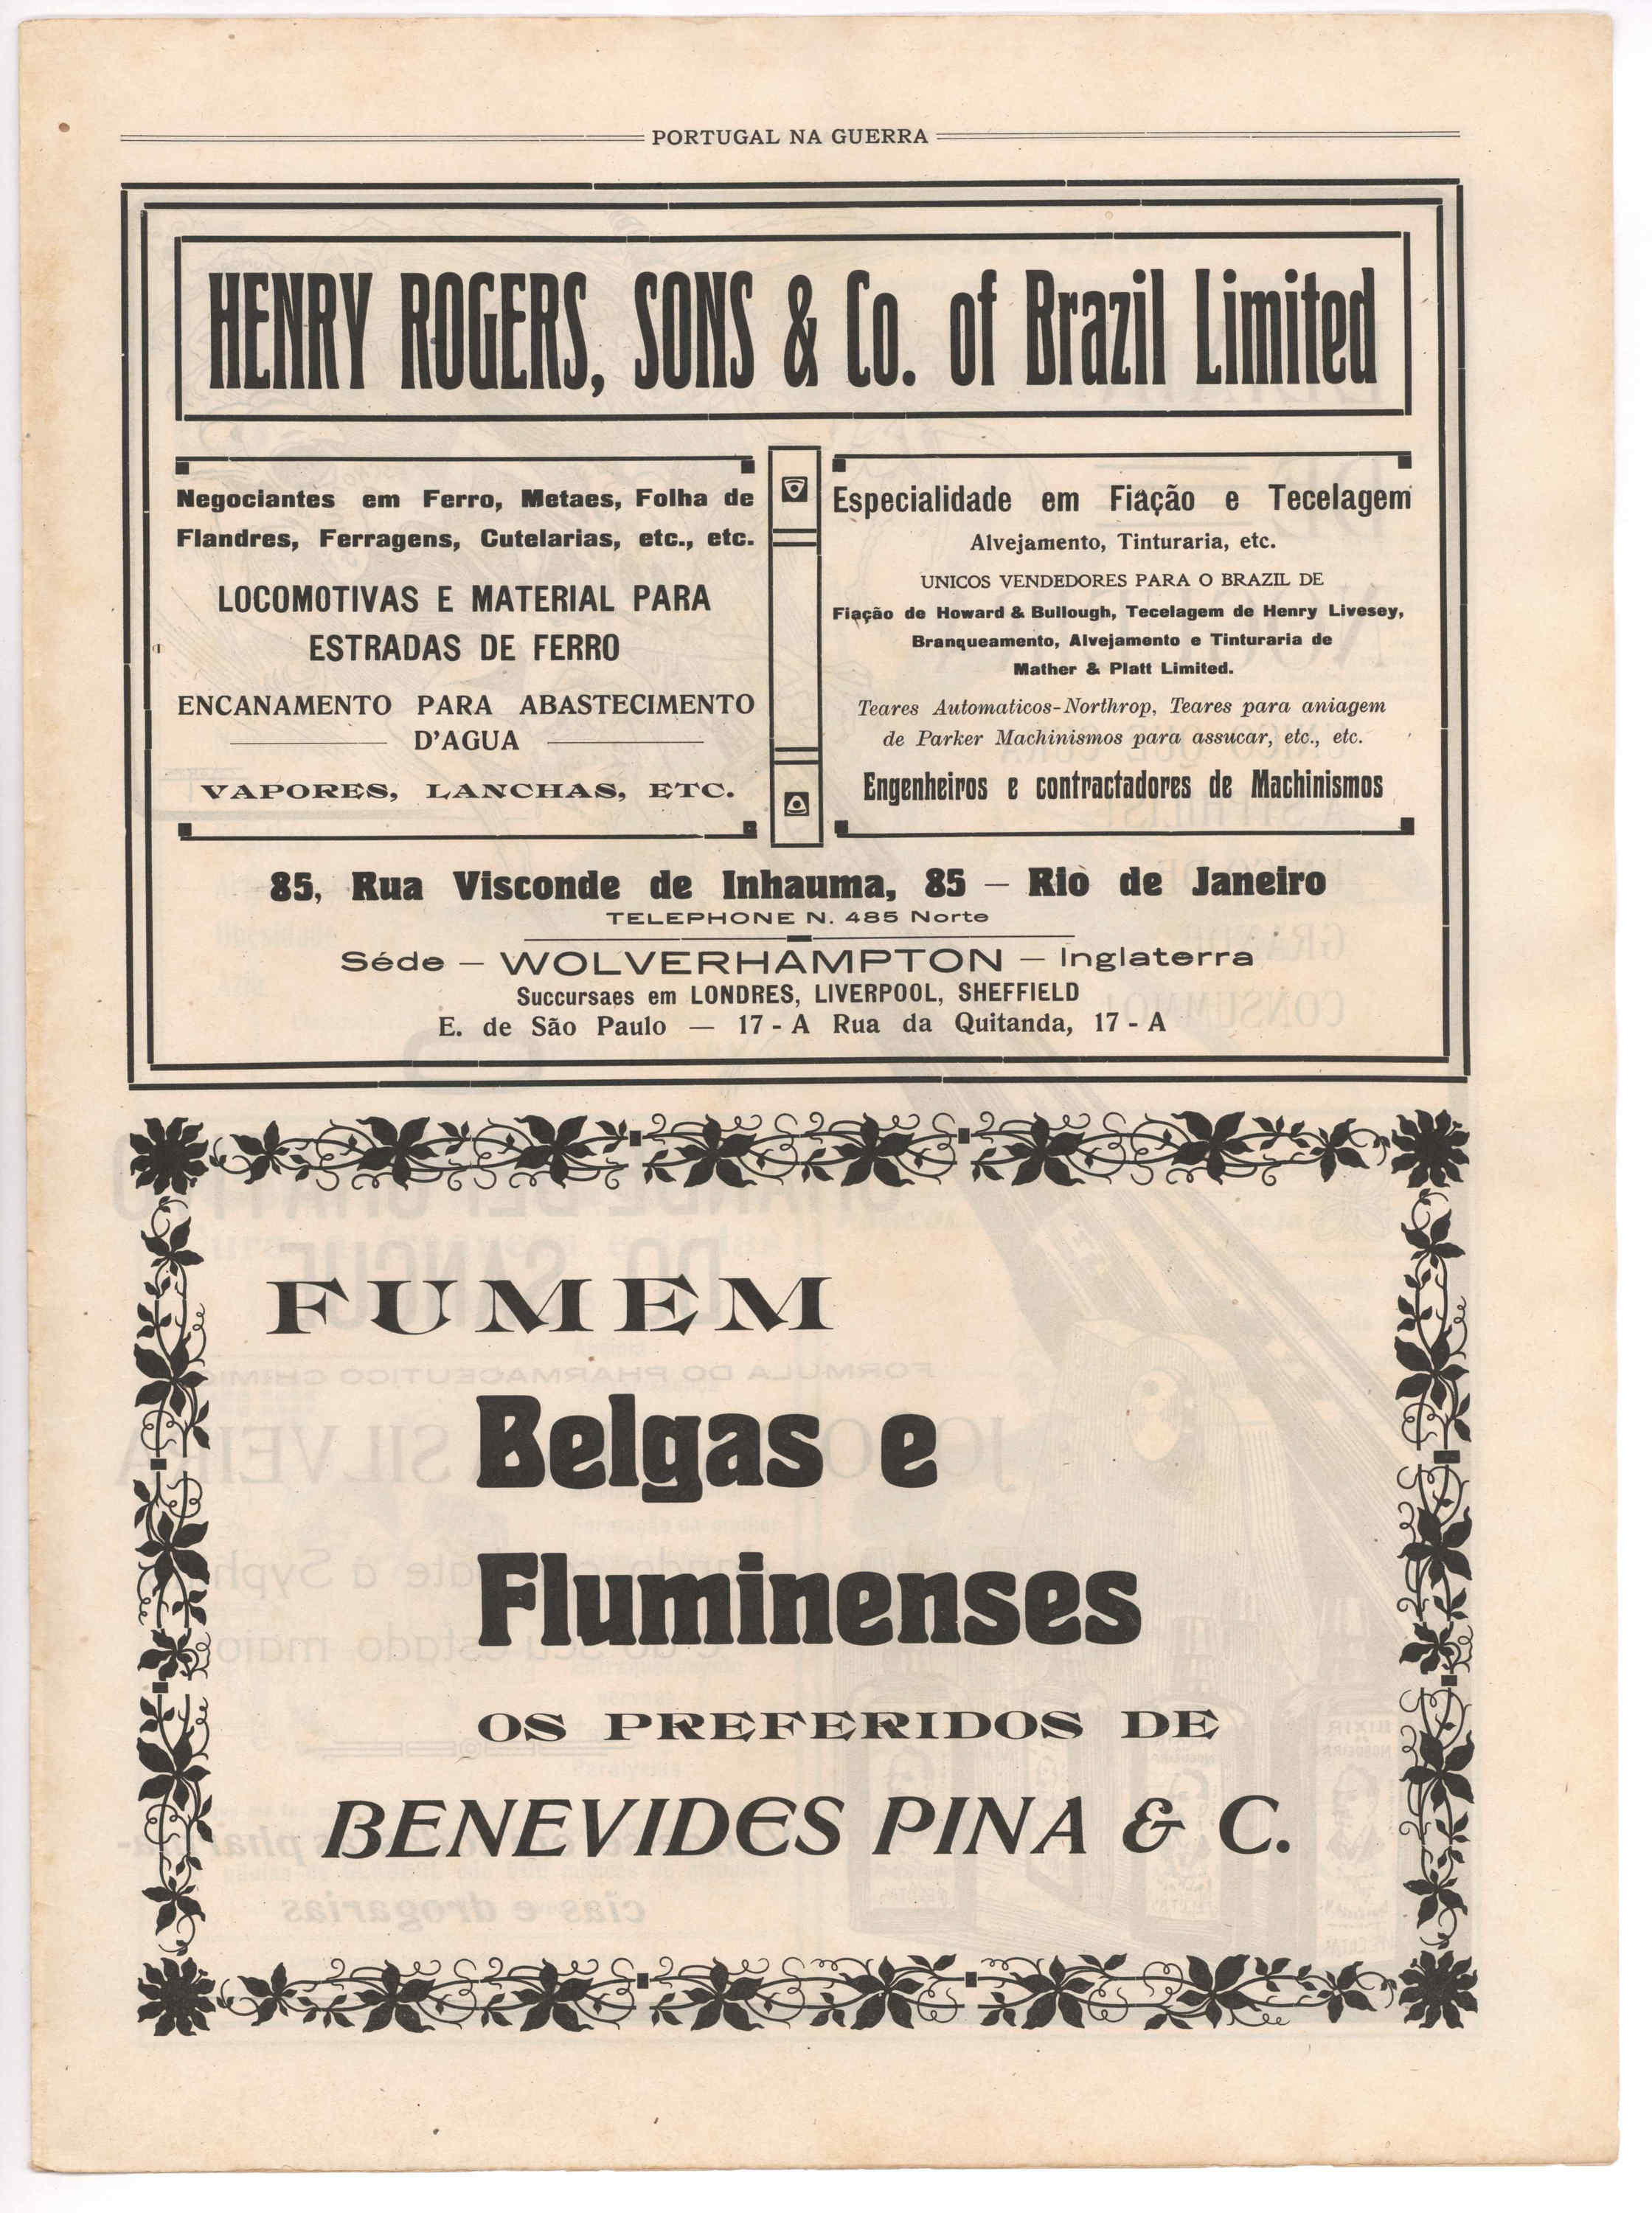 PORTUGAL NA GUERRA
HENRY ROGERS, SONS & Co. of Brazil Limited
Negociantes em Ferro, Metaes, Folha de
Flandres, Ferragens, Cutelarias, etc., etc.
LOCOMOTIVAS E MATERIAL PARA
ESTRADAS DE FERRO
ENCANAMENTO PARA ABASTECIMENTO
D'AGUA
VAPORES, LANCHAS, ETC.
Especialidade em Fiação e Tecelagem
Alvejamento, Tinturaria, etc.
UNICOS VENDEDORES PARA O BRAZIL DE
Fiação de Howard & Bullough, Tecelagem de Henry Livesey,
Branqueamento, Alvejamento e Tinturaria de
Mather & Platt Limited.
Teares Automaticos-Northrop, Teares para aniagem
de Parker Machinismos para assucar, etc., etc.
Engenheiros e contractadores de Machinismos
85, Rua Visconde de Inhauma, 85 — Rio de Janeiro
TELEPHONE N. 485 Norte
Séde — WOLVERHAMPTON — Inglaterra
Succursaes em LONDRES, LIVERPOOL, SHEFFIELD
E. de São Paulo — 17 - A Rua da Quitanda, 17 - A
FUMEM
Belgas e
Fluminenses
OS PREFERIDOS DE
BENEVIDES PINA & C.